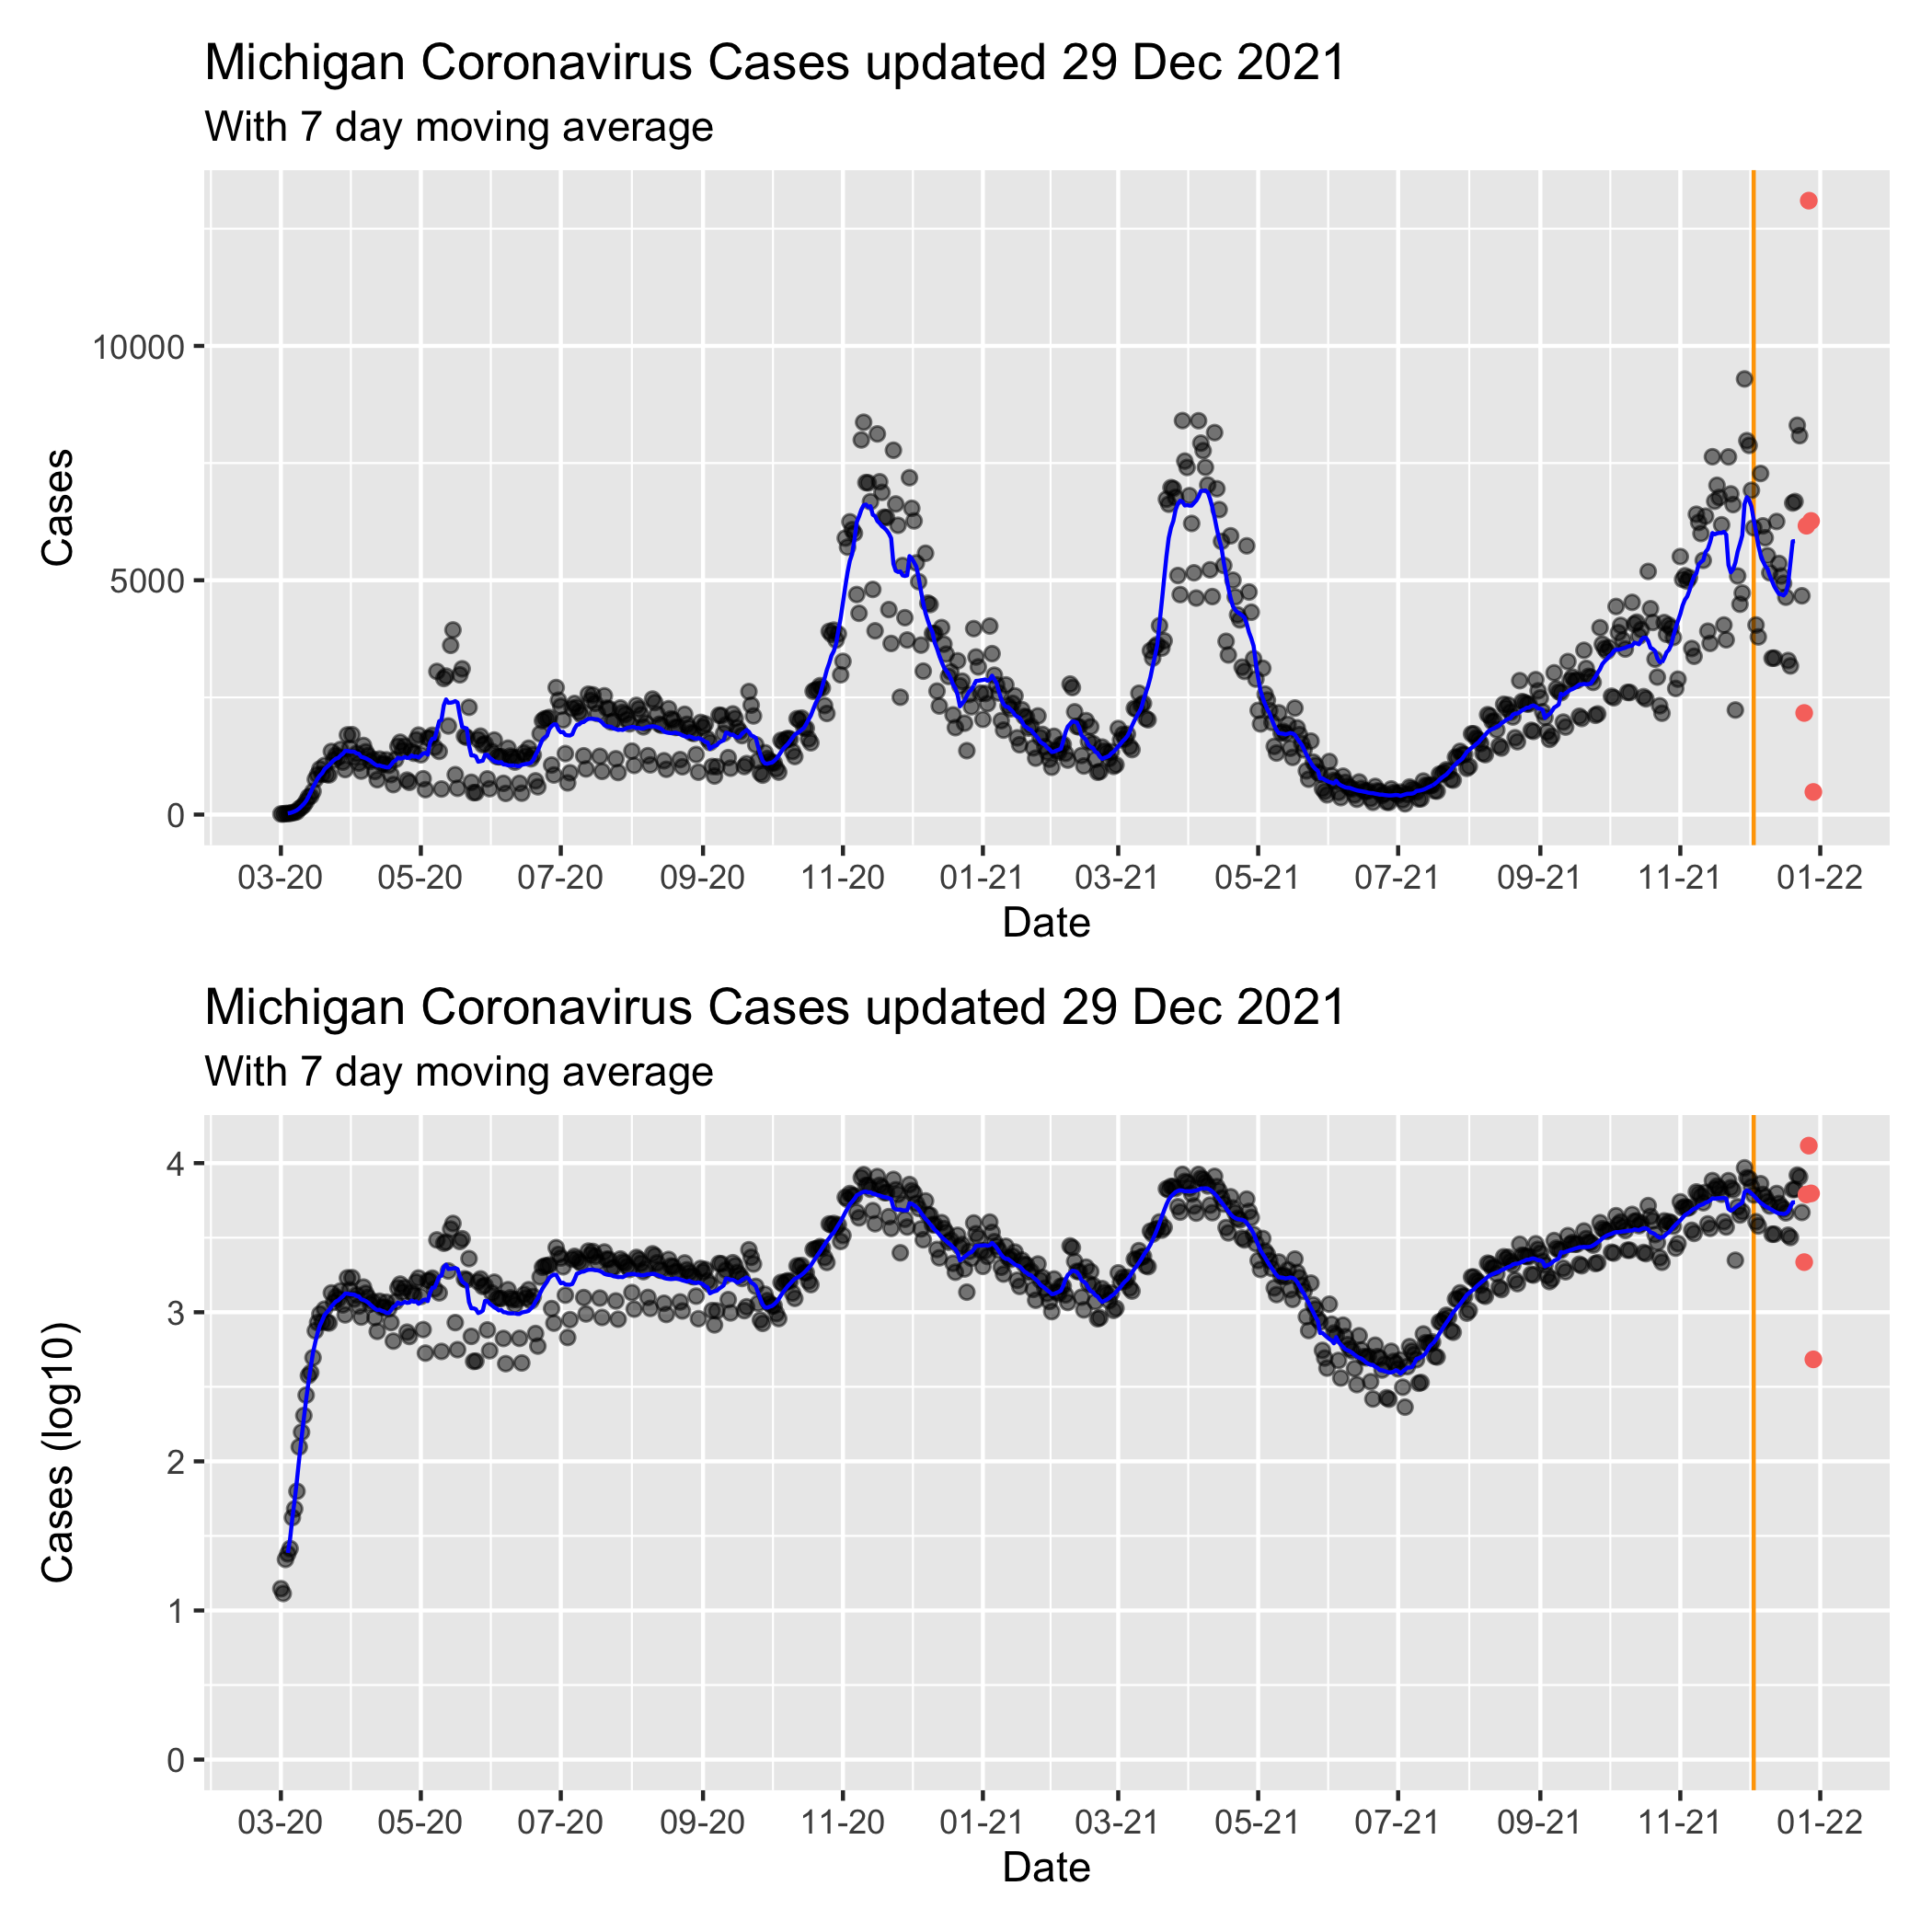 Michigan Coronavirus Cases updated 29 Dec 2021
With 7 day moving average
Cases
10000
5000
0
03-20 05-20 07-20 09-20 11-20 01-21 03-21 05-21 07-21 09-21 11-21 01-22
Date
Michigan Coronavirus Cases updated 29 Dec 2021
With 7 day moving average
Cases (log10)
4
3
2
1
0
03-20 05-20 07-20 09-20 11-20 01-21 03-21 05-21 07-21 09-21 11-21 01-22
Date